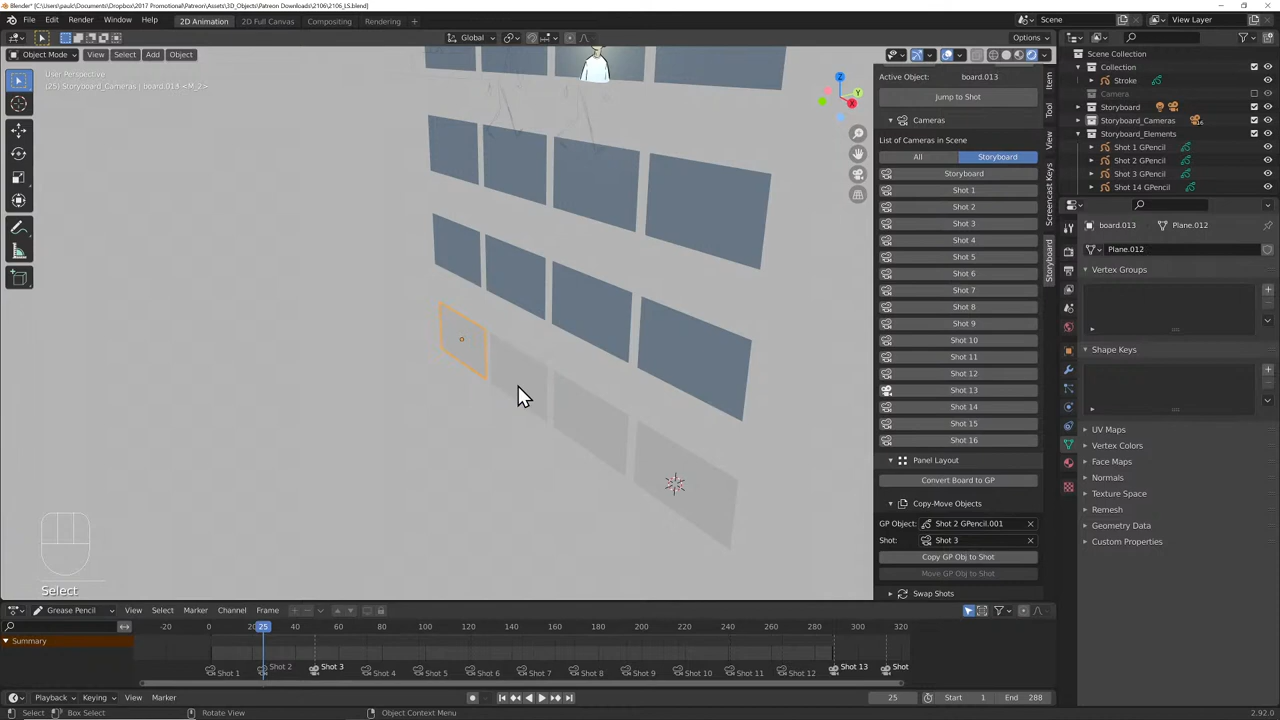 Blender* [C:\Users\paulc\Documents\Dropbox\2017 Promotional\Patreon\Assets\3D_Objects\Patreon Downloads\2106\2106_LS.blend]
File Edit Render Window Help 2D Animation 2D Full Canvas Compositing Rendering Scene View Layer
Object Mode View Select Add Object Global Options
User Perspective
(25) Storyboard_Cameras | board.013 <M_2>
Z
Y
X
Active Object: board.013
Jump to Shot
Cameras
List of Cameras in Scene
All Storyboard
Storyboard
Shot 1
Shot 2
Shot 3
Shot 4
Shot 5
Shot 6
Shot 7
Shot 8
Shot 9
Shot 10
Shot 11
Shot 12
Shot 13
Shot 14
Shot 15
Shot 16
Panel Layout
Convert Board to GP
Copy-Move Objects
GP Object: Shot 2 GPencil.001
Shot: Shot 3
Copy GP Obj to Shot
Move GP Obj to Shot
Swap Shots
Item
Tool
View
Screencast Keys
Storyboard
Scene Collection
Collection
Stroke
Camera
Storyboard
Storyboard_Cameras
Storyboard_Elements
Shot 1 GPencil
Shot 2 GPencil
Shot 3 GPencil
Shot 14 GPencil
board.013 Plane.012
Plane.012
Vertex Groups
Shape Keys
UV Maps
Vertex Colors
Face Maps
Normals
Texture Space
Remesh
Geometry Data
Custom Properties
Select
Grease Pencil View Select Marker Channel Frame
-20 0 20 25 40 60 80 100 120 140 160 180 200 220 240 260 280 300 320
Summary
Shot 1 Shot 2 Shot 3 Shot 4 Shot 5 Shot 6 Shot 7 Shot 8 Shot 9 Shot 10 Shot 11 Shot 12 Shot 13 Shot
Playback Keying View Marker 25 Start 1 End 288
Select Box Select Rotate View Object Context Menu 2.92.0